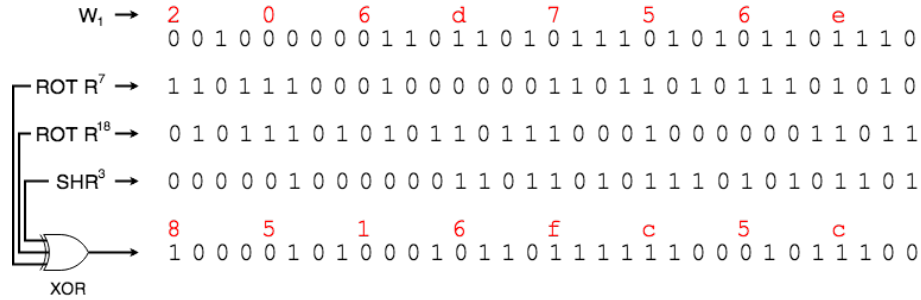 W₁ 2 0 6 d 7 5 6 e
0 0 1 0 0 0 0 0 0 1 1 0 1 1 0 1 0 1 1 1 0 1 0 1 0 1 1 0 1 1 1 0
ROT R⁷ 1 1 0 1 1 1 0 0 0 1 0 0 0 0 0 0 1 1 0 1 1 0 1 0 1 1 1 0 1 0 1 0
ROT R¹⁸ 0 1 0 1 1 1 0 1 0 1 0 1 1 0 1 1 1 0 0 0 1 0 0 0 0 0 0 1 1 0 1 1
SHR³ 0 0 0 0 0 1 0 0 0 0 0 0 1 1 0 1 1 0 1 0 1 1 1 0 1 0 1 0 1 1 0 1
8 5 1 6 f c 5 c
1 0 0 0 0 1 0 1 0 0 0 1 0 1 1 0 1 1 1 1 1 1 0 0 0 1 0 1 1 1 0 0
XOR